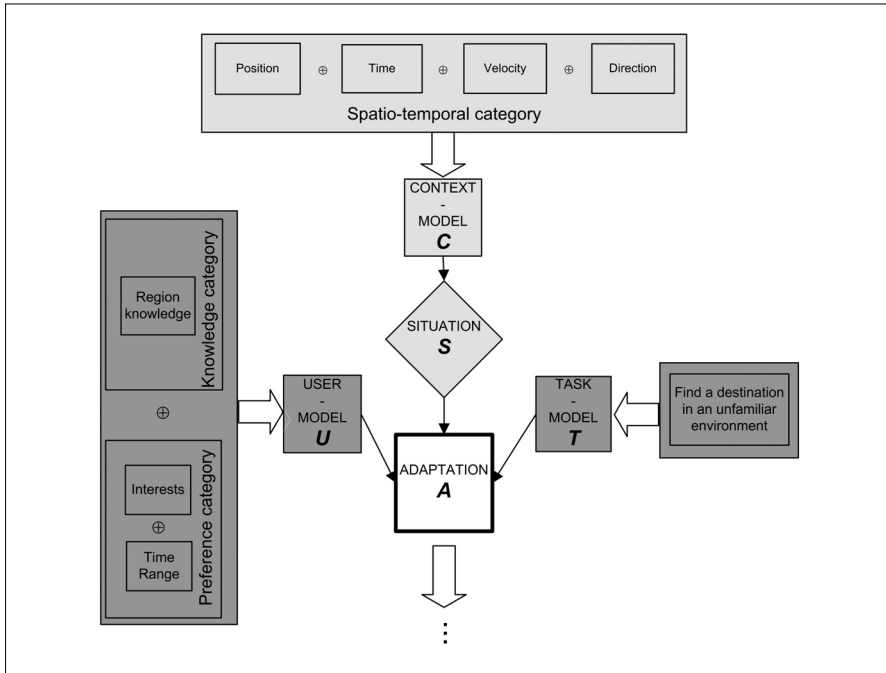 Position ⊕ Time ⊕ Velocity ⊕ Direction
Spatio-temporal category
CONTEXT
-
MODEL
C
SITUATION
S
Region
knowledge
Knowledge category
⊕
Interests
⊕
Time
Range
Preference category
USER
-
MODEL
U
TASK
-
MODEL
T
Find a destination
in an unfamiliar
environment
ADAPTATION
A
...